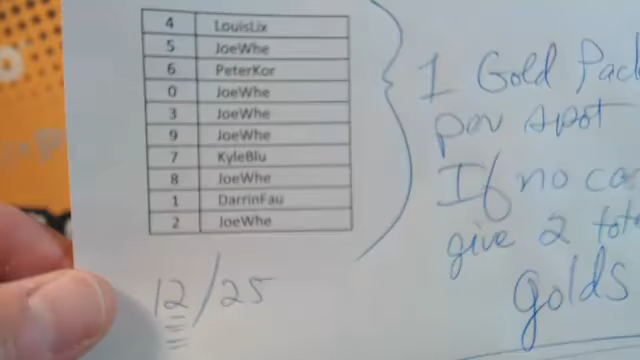 4 LouisLix
5 JoeWhe
6 PeterKor
0 JoeWhe
3 JoeWhe
9 JoeWhe
7 KyleBlu
8 JoeWhe
1 DarrinFau
2 JoeWhe
12/25
1 Gold Pack
per spot
If no
give 2
golds